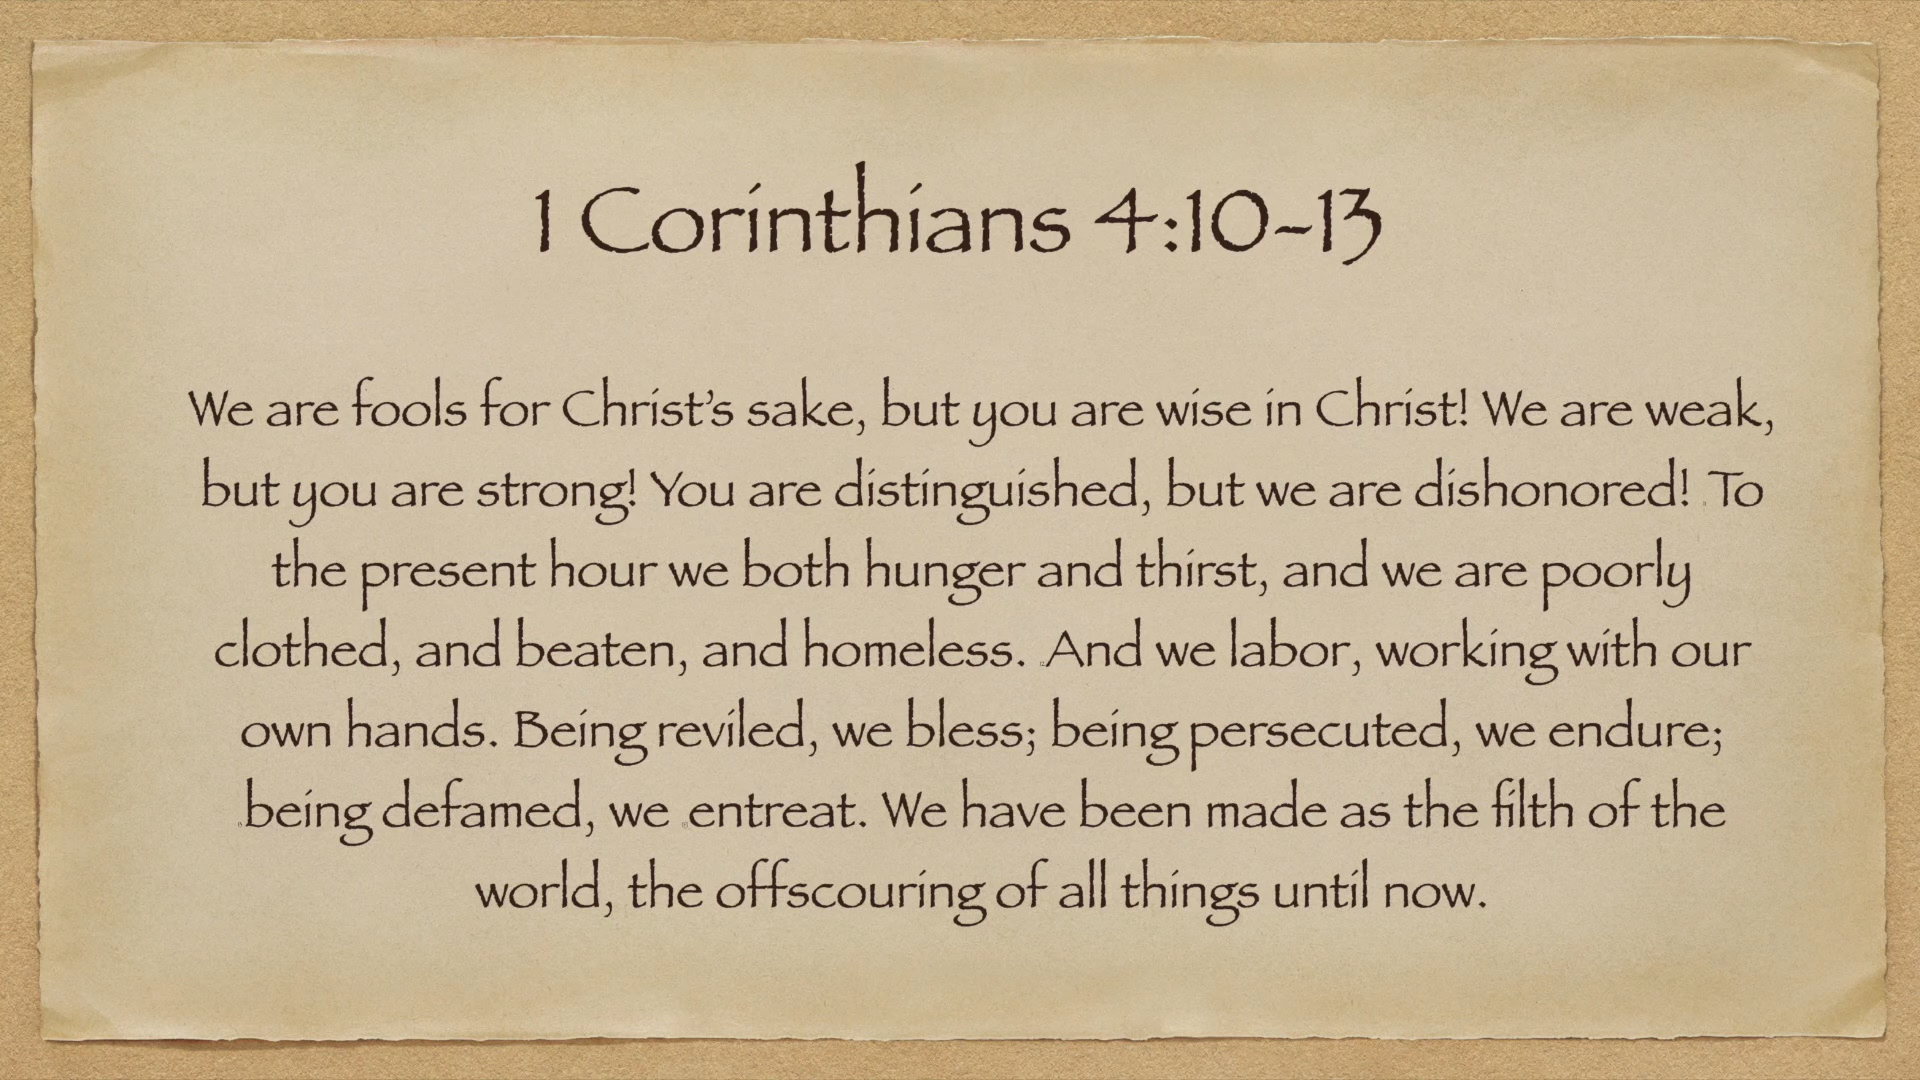 1 Corinthians 4:10-13
We are fools for Christ’s sake, but you are wise in Christ! We are weak,
but you are strong! You are distinguished, but we are dishonored! To
the present hour we both hunger and thirst, and we are poorly
clothed, and beaten, and homeless. And we labor, working with our
own hands. Being reviled, we bless; being persecuted, we endure;
being defamed, we entreat. We have been made as the filth of the
world, the offscouring of all things until now.